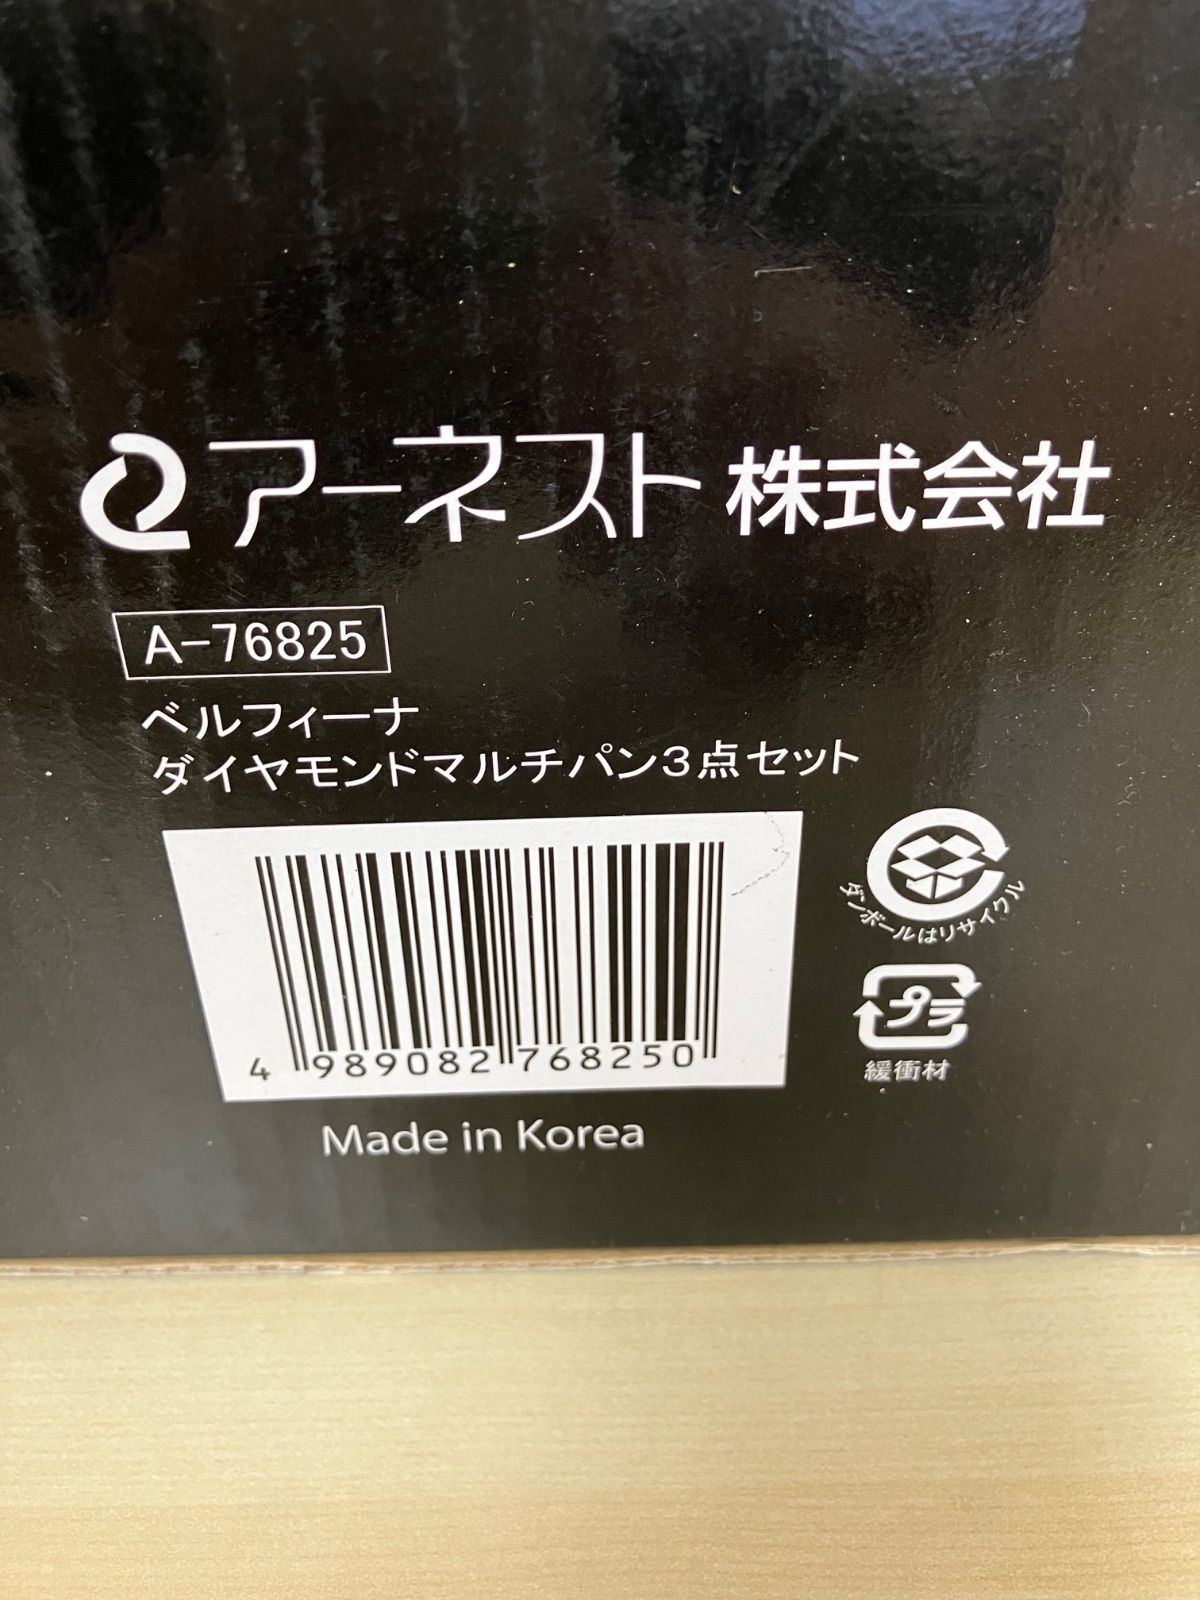 アーネスト 株式会社
A-76825
ベルフィーナ
ダイヤモンドマルチパン3点セット
4 989082 768250
ダンボールはリサイクル
プラ
緩衝材
Made in Korea